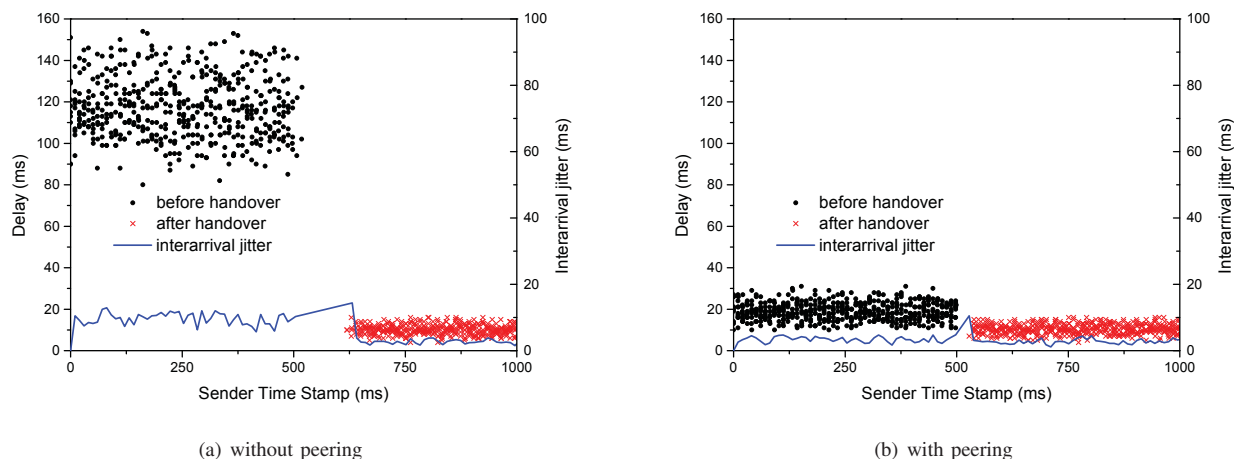 160
140
120
100
80
60
40
20
0
Delay (ms)
100
80
60
40
20
0
Interarrival jitter (ms)
before handover
after handover
interarrival jitter
0
250
500
750
1000
Sender Time Stamp (ms)
(a) without peering
160
140
120
100
80
60
40
20
0
Delay (ms)
100
80
60
40
20
0
Interarrival jitter (ms)
before handover
after handover
interarrival jitter
0
250
500
750
1000
Sender Time Stamp (ms)
(b) with peering